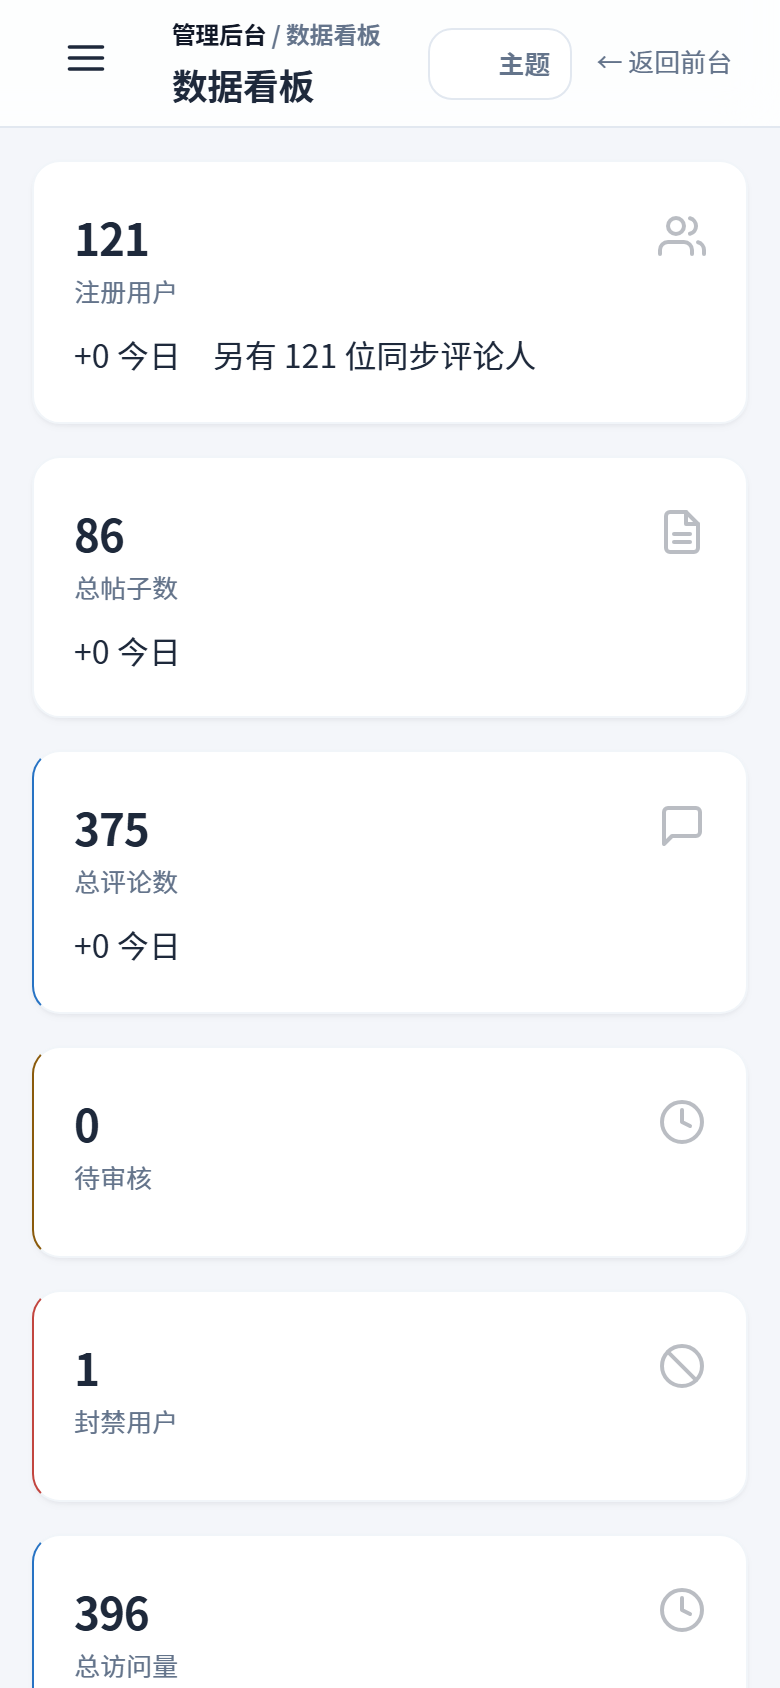 管理后台 / 数据看板
数据看板
主题
← 返回前台
121
注册用户
+0 今日 另有 121 位同步评论人
86
总帖子数
+0 今日
375
总评论数
+0 今日
0
待审核
1
封禁用户
396
总访问量